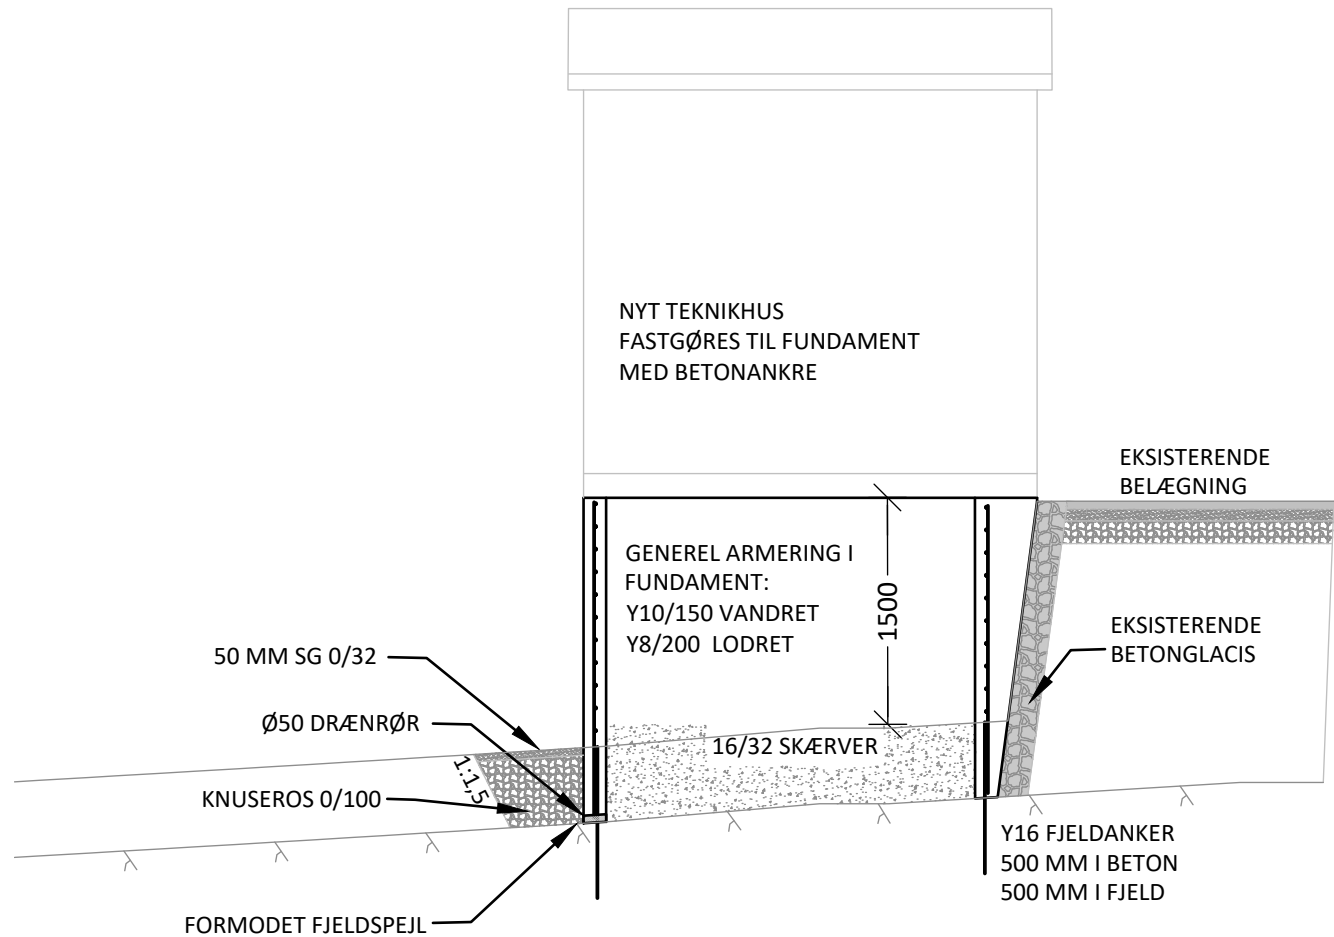 NYT TEKNIKHUS
FASTGØRES TIL FUNDAMENT
MED BETONANKRE
EKSISTERENDE
BELÆGNING
GENEREL ARMERING I
FUNDAMENT:
Y10/150 VANDRET
Y8/200 LODRET
1500
EKSISTERENDE
BETONGLACIS
50 MM SG 0/32
Ø50 DRÆNRØR
16/32 SKÆRVER
1:1,5
KNUSEROS 0/100
Y16 FJELDANKER
500 MM I BETON
500 MM I FJELD
FORMODET FJELDSPEJL